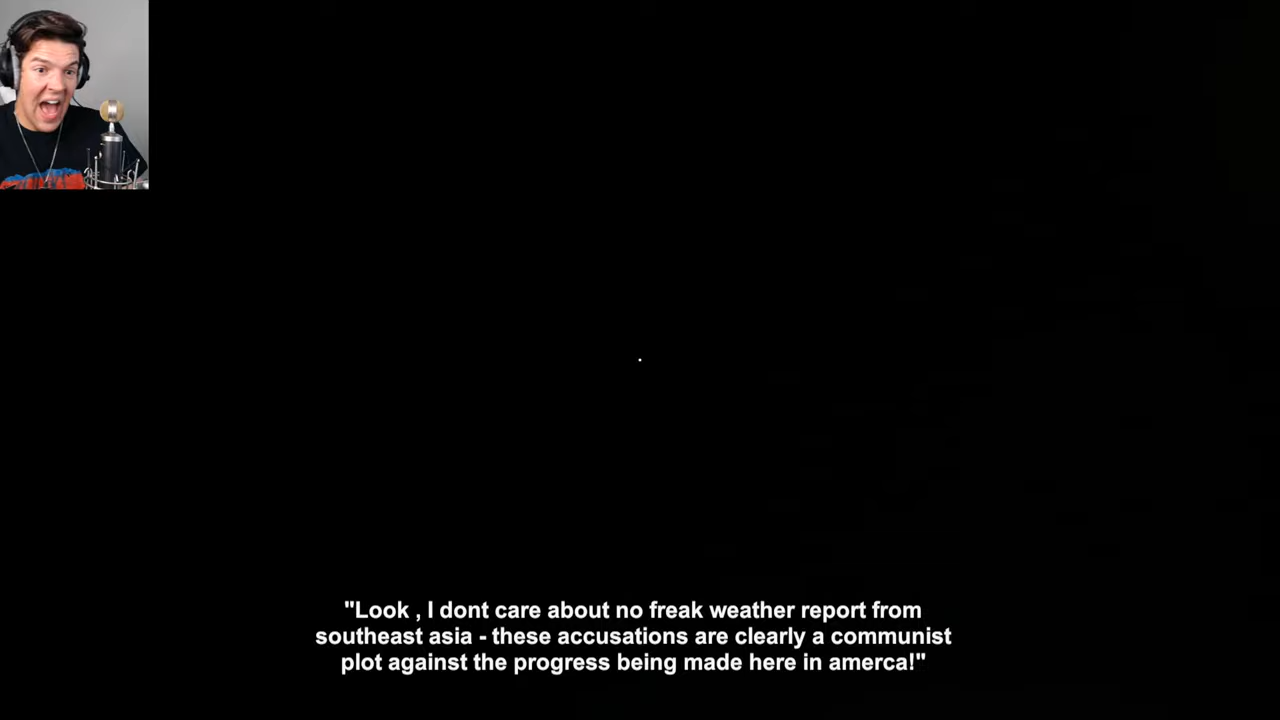 "Look , I dont care about no freak weather report from
southeast asia - these accusations are clearly a communist
plot against the progress being made here in amerca!"